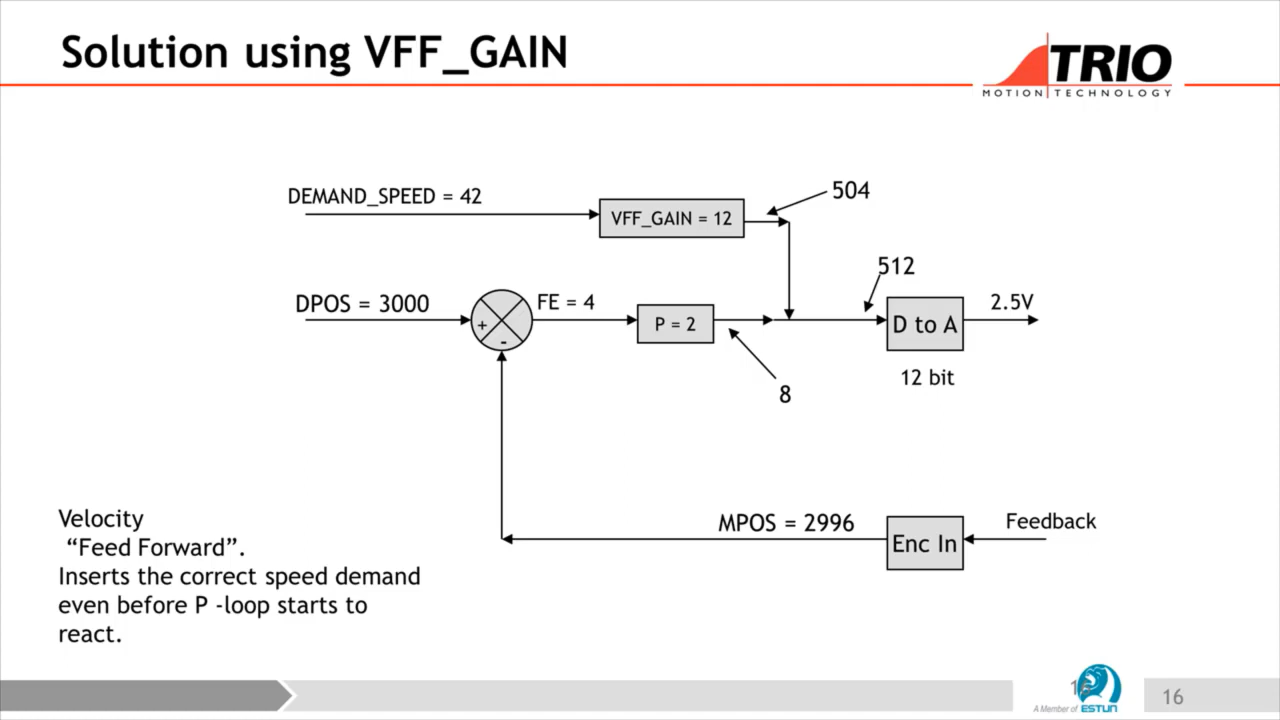 Solution using VFF_GAIN
TRIO
MOTION TECHNOLOGY
DEMAND_SPEED = 42
VFF_GAIN = 12
504
DPOS = 3000
+
-
FE = 4
P = 2
8
512
D to A
2.5V
12 bit
MPOS = 2996
Enc In
Feedback
Velocity
“Feed Forward”.
Inserts the correct speed demand
even before P -loop starts to
react.
A Member of ESTUN
16